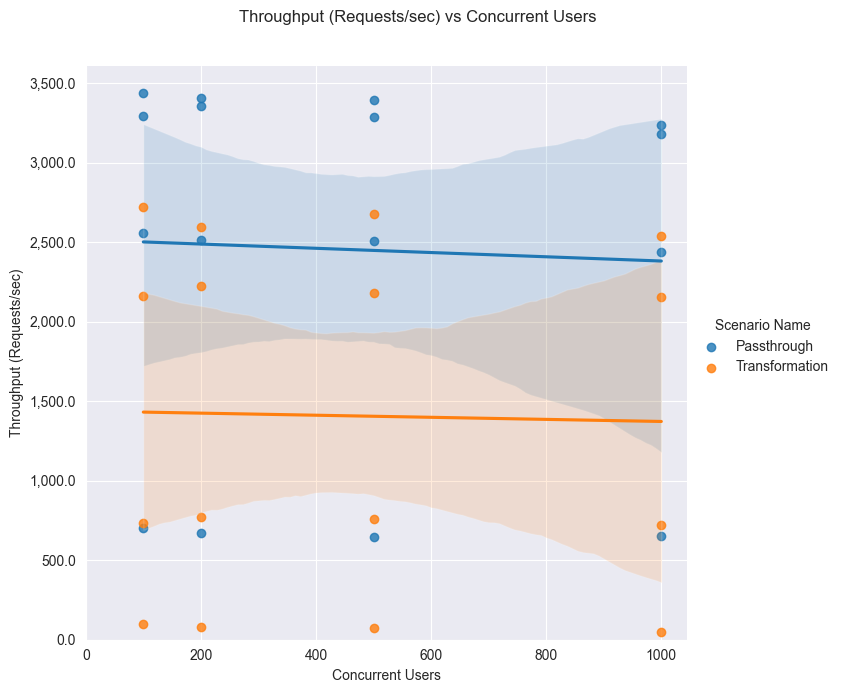 Throughput (Requests/sec) vs Concurrent Users
3,500.0
3,000.0
2,500.0
2,000.0
1,500.0
1,000.0
500.0
0.0
Throughput (Requests/sec)
0 200 400 600 800 1000
Concurrent Users
Scenario Name
Passthrough
Transformation